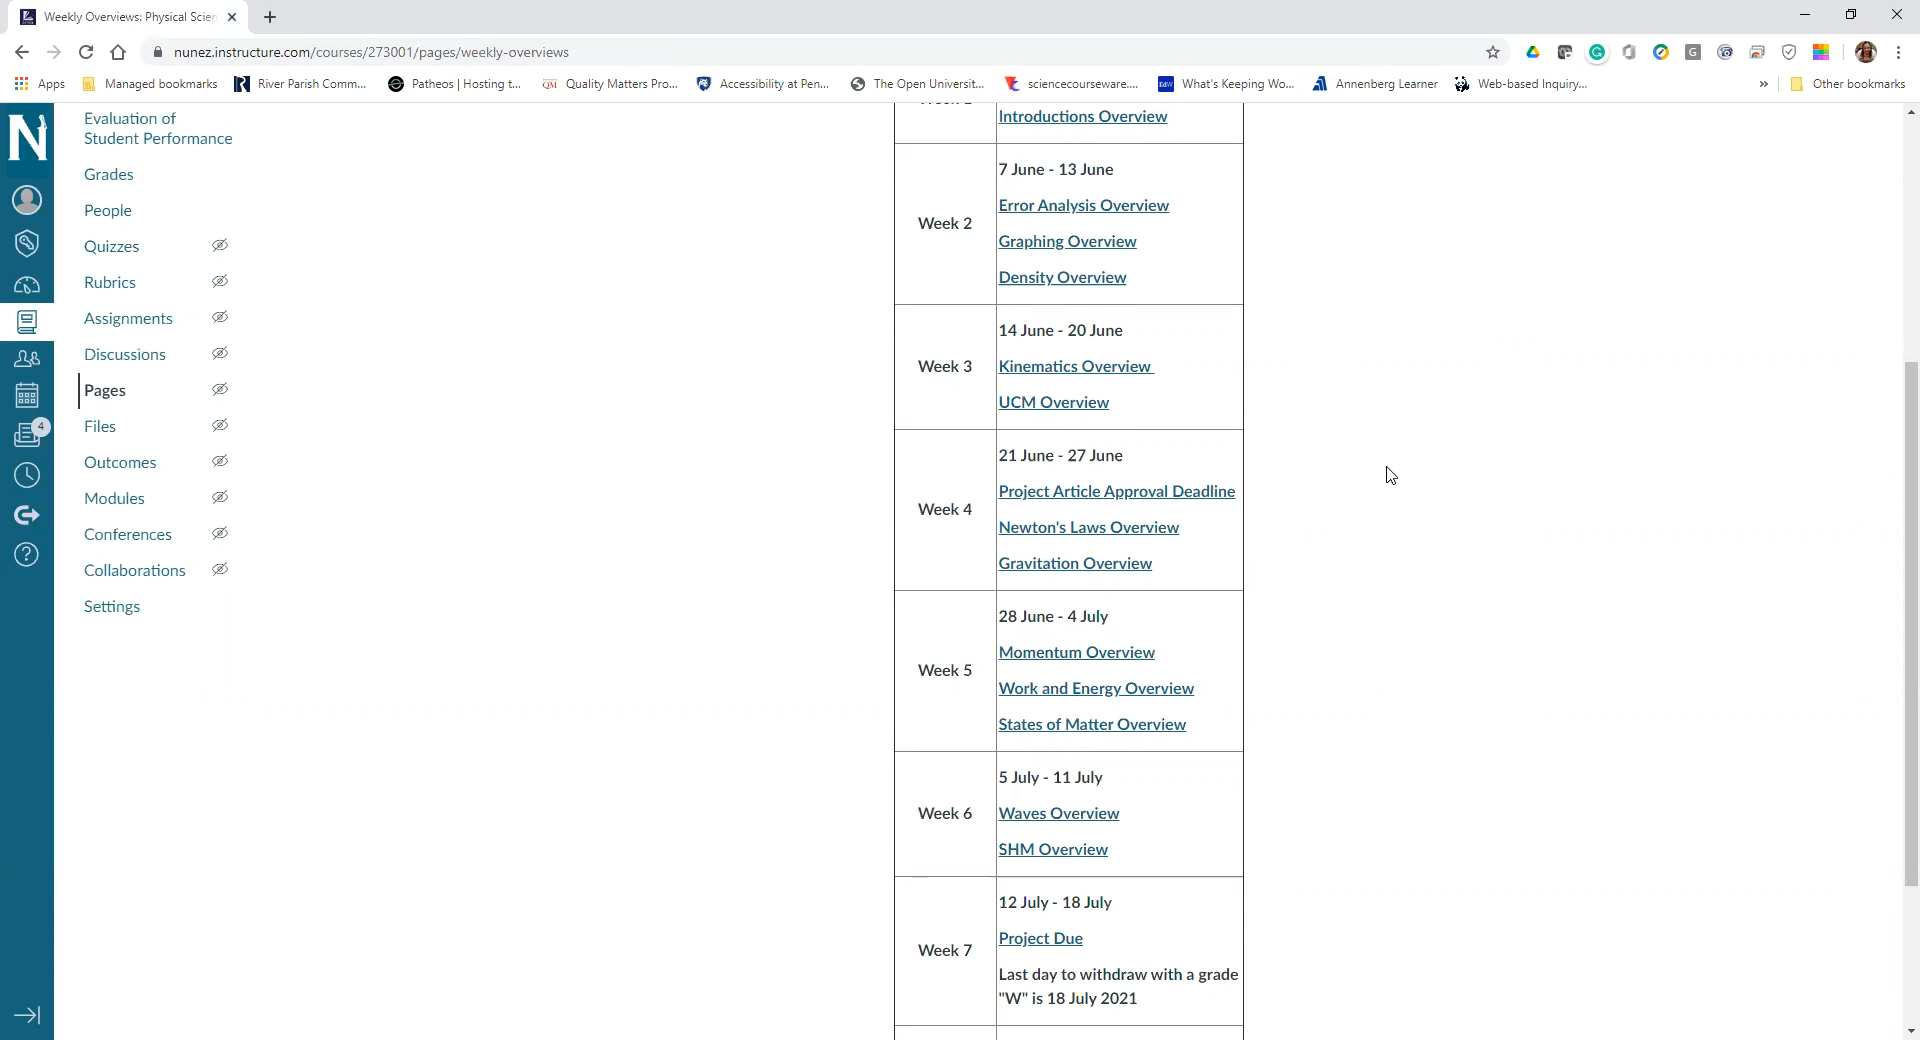 Weekly Overviews: Physical Scien
nunez.instructure.com/courses/273001/pages/weekly-overviews
Apps
Managed bookmarks
River Parish Comm...
Patheos | Hosting t...
QM
Quality Matters Pro...
Accessibility at Pen...
The Open Universit...
sciencecourseware....
EdW
What's Keeping Wo...
Annenberg Learner
Web-based Inquiry...
»
Other bookmarks
N
4
Evaluation of
Student Performance
Grades
People
Quizzes
Rubrics
Assignments
Discussions
Pages
Files
Outcomes
Modules
Conferences
Collaborations
Settings
Introductions Overview
Week 2
7 June - 13 June
Error Analysis Overview
Graphing Overview
Density Overview
Week 3
14 June - 20 June
Kinematics Overview
UCM Overview
Week 4
21 June - 27 June
Project Article Approval Deadline
Newton's Laws Overview
Gravitation Overview
Week 5
28 June - 4 July
Momentum Overview
Work and Energy Overview
States of Matter Overview
Week 6
5 July - 11 July
Waves Overview
SHM Overview
Week 7
12 July - 18 July
Project Due
Last day to withdraw with a grade
"W" is 18 July 2021